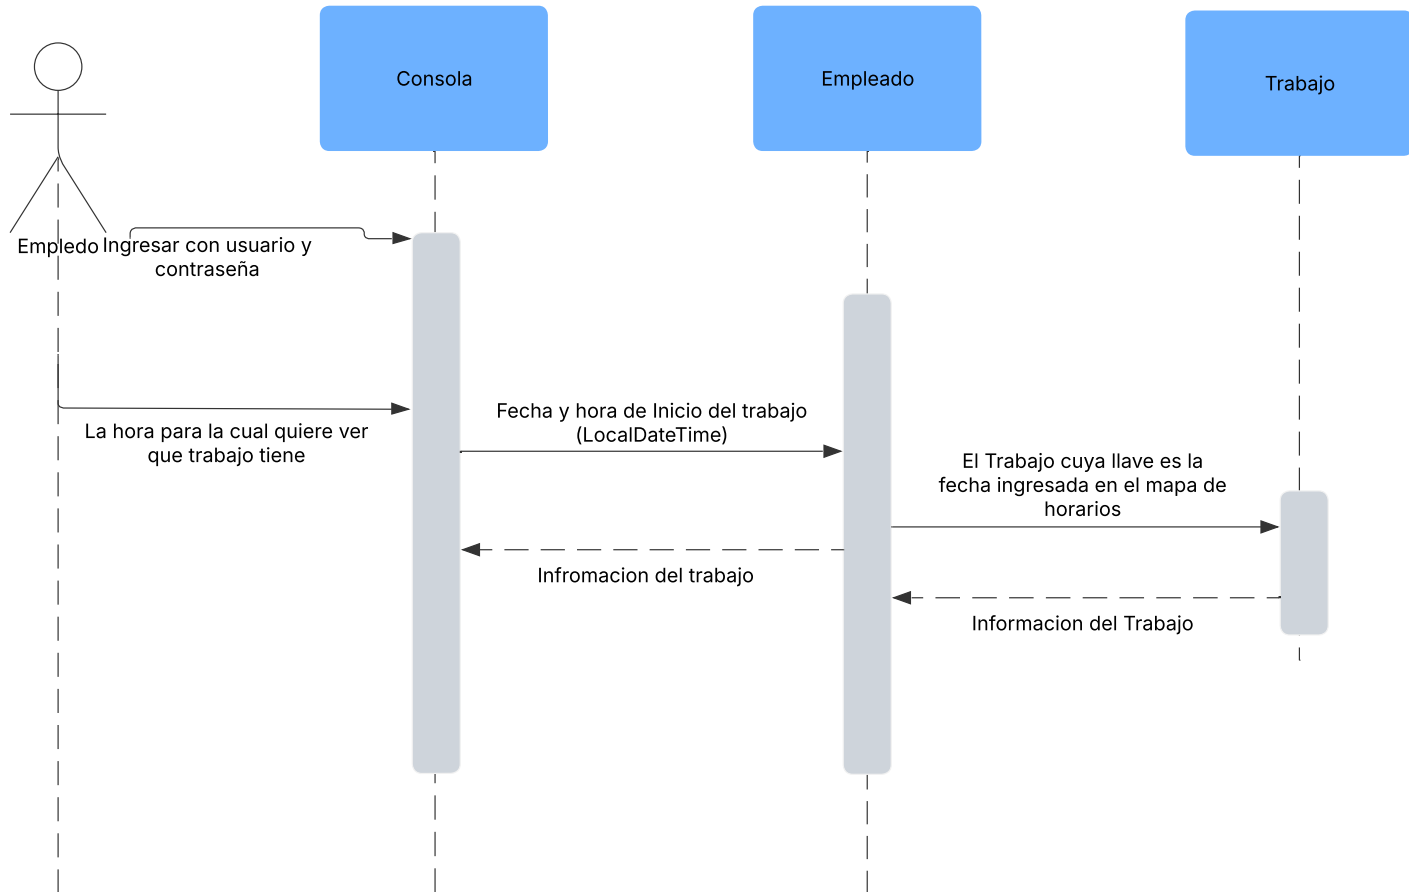 Consola
Empleado
Trabajo
Empledo
Ingresar con usuario y
contraseña
La hora para la cual quiere ver
que trabajo tiene
Fecha y hora de Inicio del trabajo
(LocalDateTime)
El Trabajo cuya llave es la
fecha ingresada en el mapa de
horarios
Infromacion del trabajo
Informacion del Trabajo